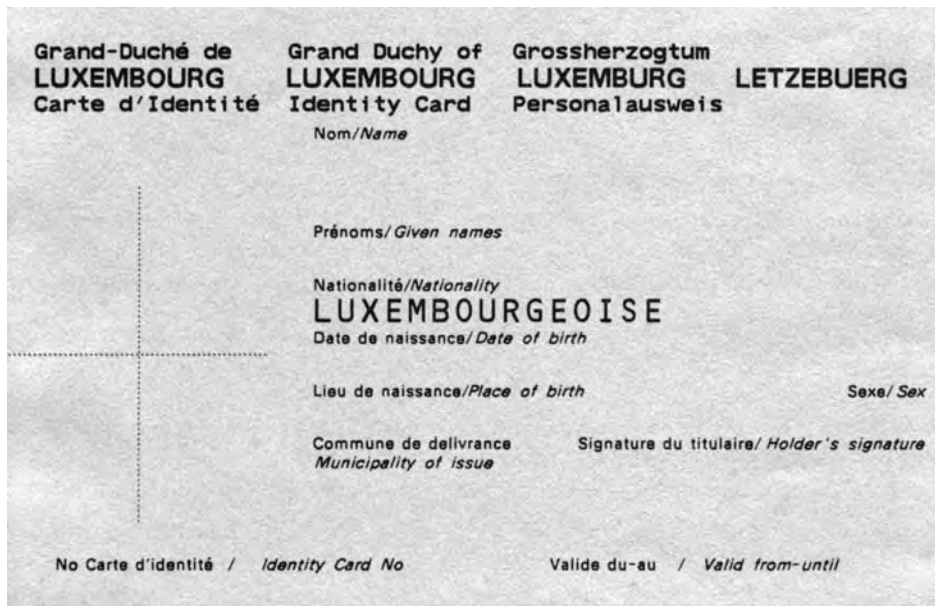 Grand-Duché de Grand Duchy of Grossherzogtum
LUXEMBOURG LUXEMBOURG LUXEMBURG LETZEBUERG
Carte d'Identité Identity Card Personalausweis
Nom/Name
Prénoms/Given names
Nationalité/Nationality
LUXEMBOURGEOISE
Date de naissance/Date of birth
Lieu de naissance/Place of birth Sexe/Sex
Commune de delivrance Signature du titulaire/Holder's signature
Municipality of issue
No Carte d'identité / Identity Card No Valide du-au / Valid from-until